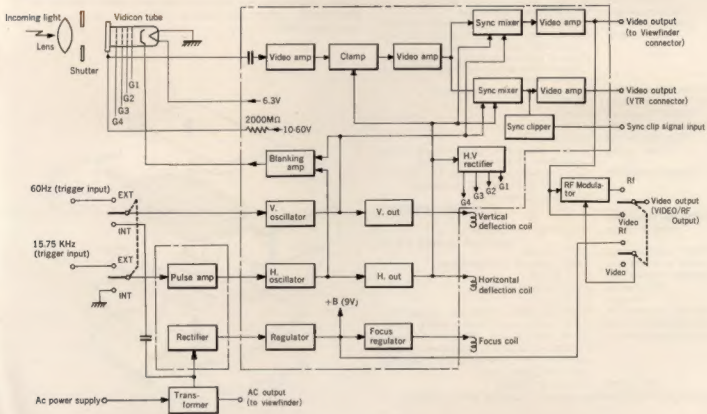 Incoming light
Lens
Shutter
Vidicon tube
G1
G2
G3
G4
6.3V
2000MΩ
10-60V
Video amp
Clamp
Video amp
Sync mixer
Video amp
Video output
(to Viewfinder
connector)
Sync mixer
Video amp
Video output
(VTR connector)
Sync clipper
Sync clip signal input
Blanking
amp
H.V
rectifier
G4
G3
G2
G1
60Hz (trigger input)
EXT
INT
V.
oscillator
V. out
Vertical
deflection coil
RF Modula-
tor
Rf
Video output
(VIDEO/RF
Output)
Video
Rf
Video
15.75 KHz
(trigger input)
EXT
INT
Pulse amp
H.
oscillator
H. out
Horizontal
deflection coil
+B (9V)
Rectifier
Regulator
Focus
regulator
Focus coil
Ac power supply
Trans-
former
AC output
(to viewfinder)